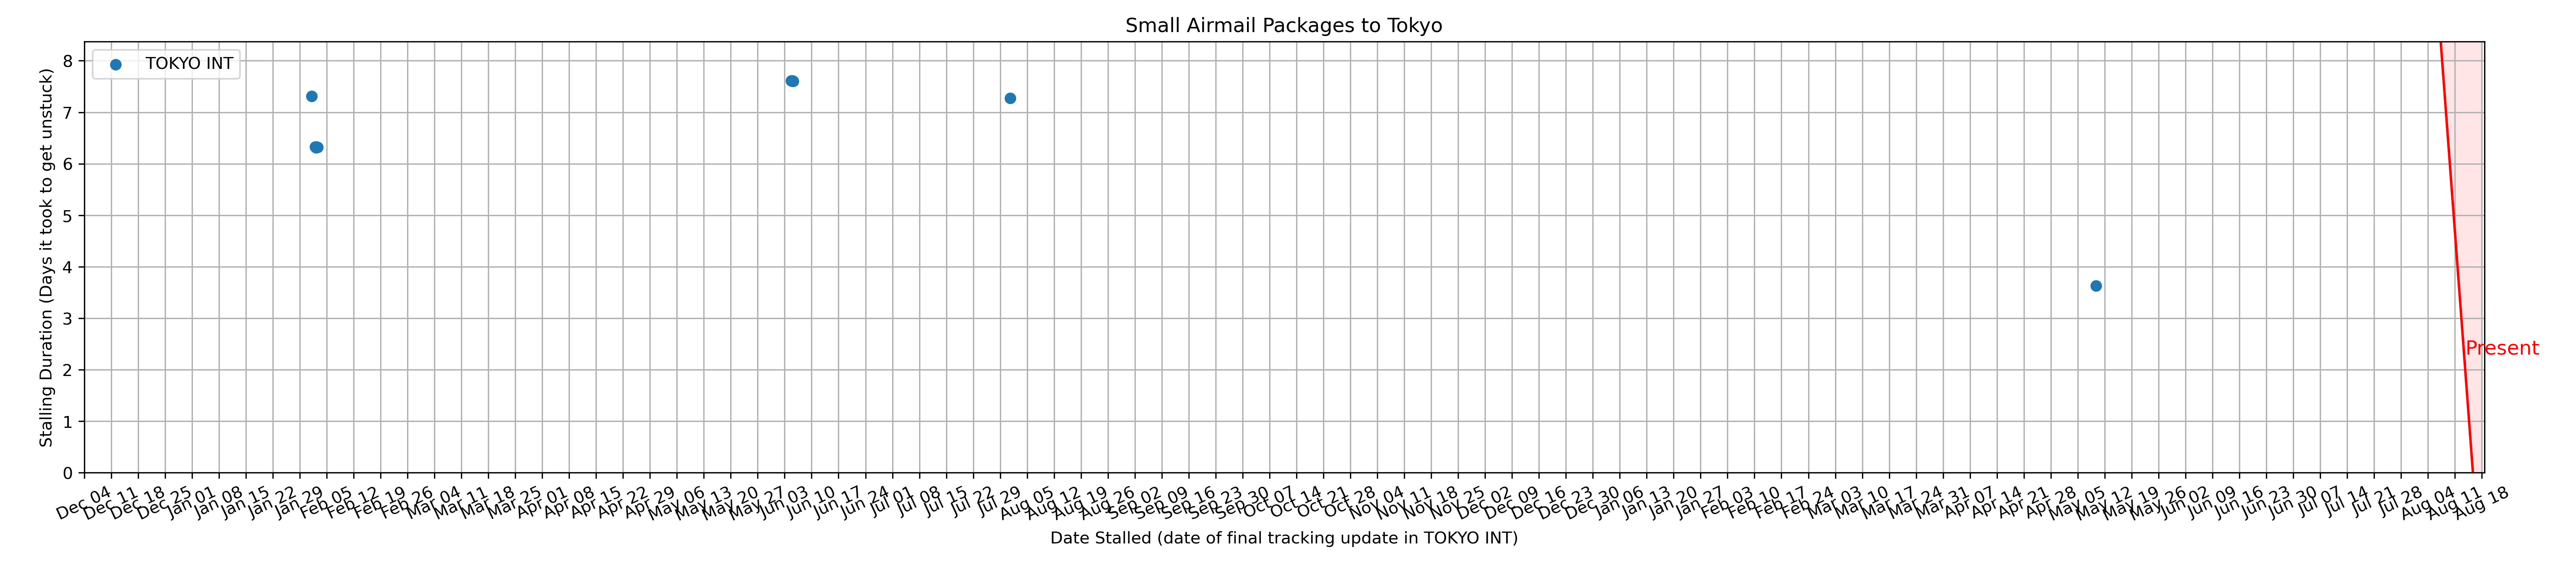 Small Airmail Packages to Tokyo
TOKYO INT
Stalling Duration (Days it took to get unstuck)
8
7
6
5
4
3
2
1
0
Present
Dec 04
Dec 11
Dec 18
Dec 25
Jan 01
Jan 08
Jan 15
Jan 22
Jan 29
Feb 05
Feb 12
Feb 19
Feb 26
Mar 04
Mar 11
Mar 18
Mar 25
Apr 01
Apr 08
Apr 15
Apr 22
Apr 29
May 06
May 13
May 20
May 27
Jun 03
Jun 10
Jun 17
Jun 24
Jul 01
Jul 08
Jul 15
Jul 22
Jul 29
Aug 05
Aug 12
Aug 19
Aug 26
Sep 02
Sep 09
Sep 16
Sep 23
Sep 30
Oct 07
Oct 14
Oct 21
Oct 28
Nov 04
Nov 11
Nov 18
Nov 25
Dec 02
Dec 09
Dec 16
Dec 23
Dec 30
Jan 06
Jan 13
Jan 20
Jan 27
Feb 03
Feb 10
Feb 17
Feb 24
Mar 03
Mar 10
Mar 17
Mar 24
Mar 31
Apr 07
Apr 14
Apr 21
Apr 28
May 05
May 12
May 19
May 26
Jun 02
Jun 09
Jun 16
Jun 23
Jun 30
Jul 07
Jul 14
Jul 21
Jul 28
Aug 04
Aug 11
Aug 18
Date Stalled (date of final tracking update in TOKYO INT)